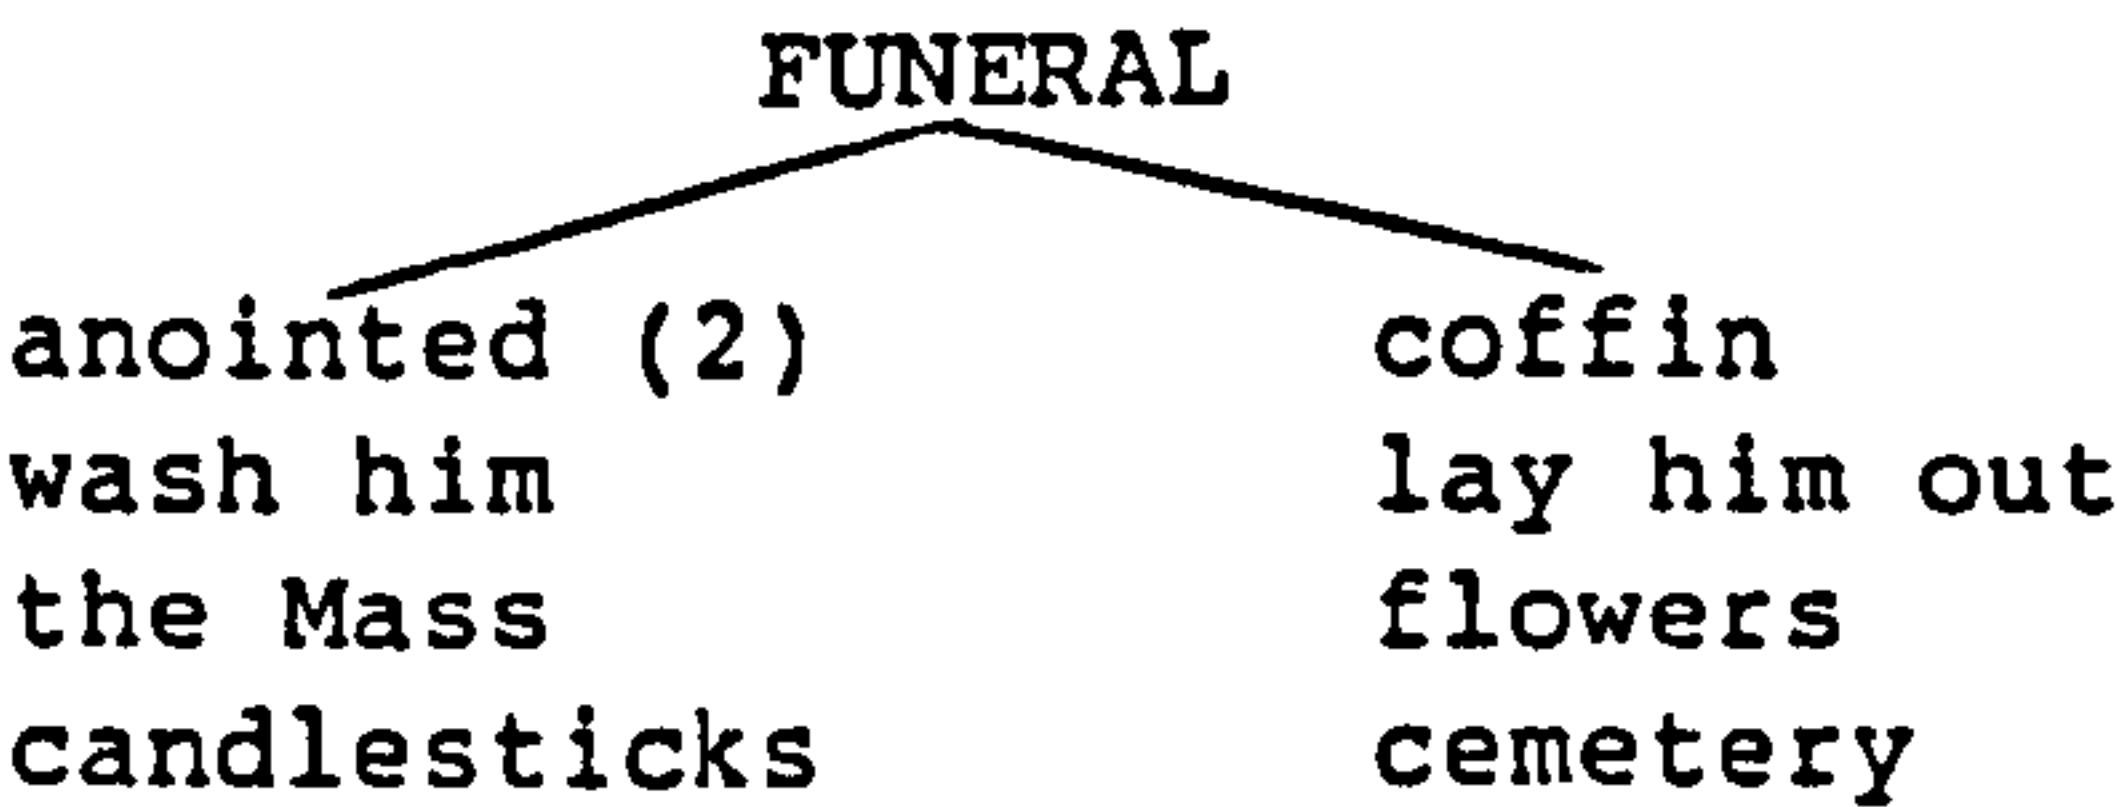 FUNERAL
anointed (2) coffin
wash him lay him out
the Mass flowers
candlesticks cemetery